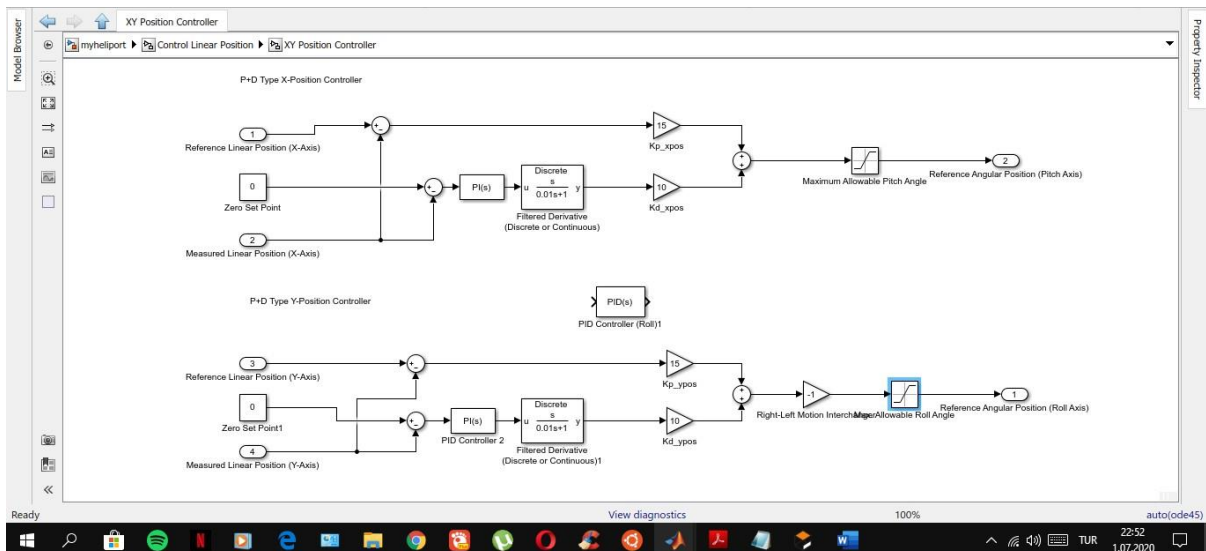 XY Position Controller
Model Browser
Property Inspector
myheliport
Control Linear Position
XY Position Controller
P+D Type X-Position Controller
1
Reference Linear Position (X-Axis)
+
-
15
Kp_xpos
+
+
Maximum Allowable Pitch Angle
2
Reference Angular Position (Pitch Axis)
0
Zero Set Point
+
-
PI(s)
Discrete
u
s
0.01s+1
y
Filtered Derivative
(Discrete or Continuous)
10
Kd_xpos
2
Measured Linear Position (X-Axis)
P+D Type Y-Position Controller
PID(s)
PID Controller (Roll)1
3
Reference Linear Position (Y-Axis)
+
-
15
Kp_ypos
+
+
-1
Right-Left Motion Interchanger
Max. Allowable Roll Angle
1
Reference Angular Position (Roll Axis)
0
Zero Set Point1
+
-
PI(s)
PID Controller 2
Discrete
u
s
0.01s+1
y
Filtered Derivative
(Discrete or Continuous)1
10
Kd_ypos
4
Measured Linear Position (Y-Axis)
Ready
View diagnostics
100%
auto(ode45)
TUR
22:52
1.07.2020